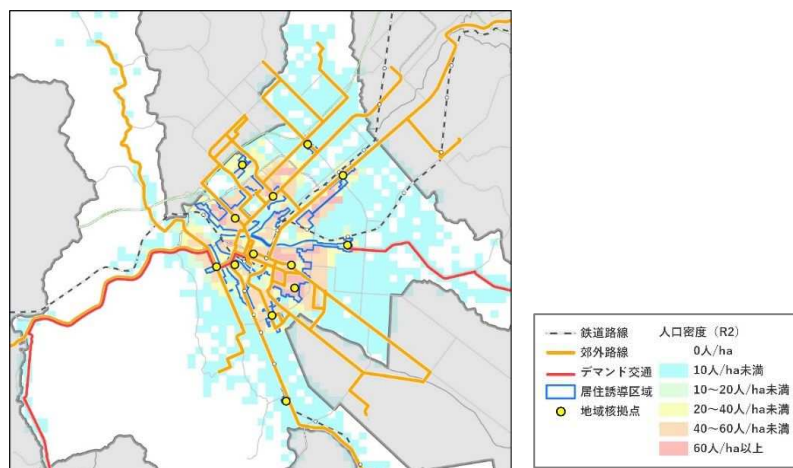 鉄道路線
郊外路線
デマンド交通
居住誘導区域
地域核拠点
人口密度（R2）
0人/ha
10人/ha未満
10～20人/ha未満
20～40人/ha未満
40～60人/ha未満
60人/ha以上